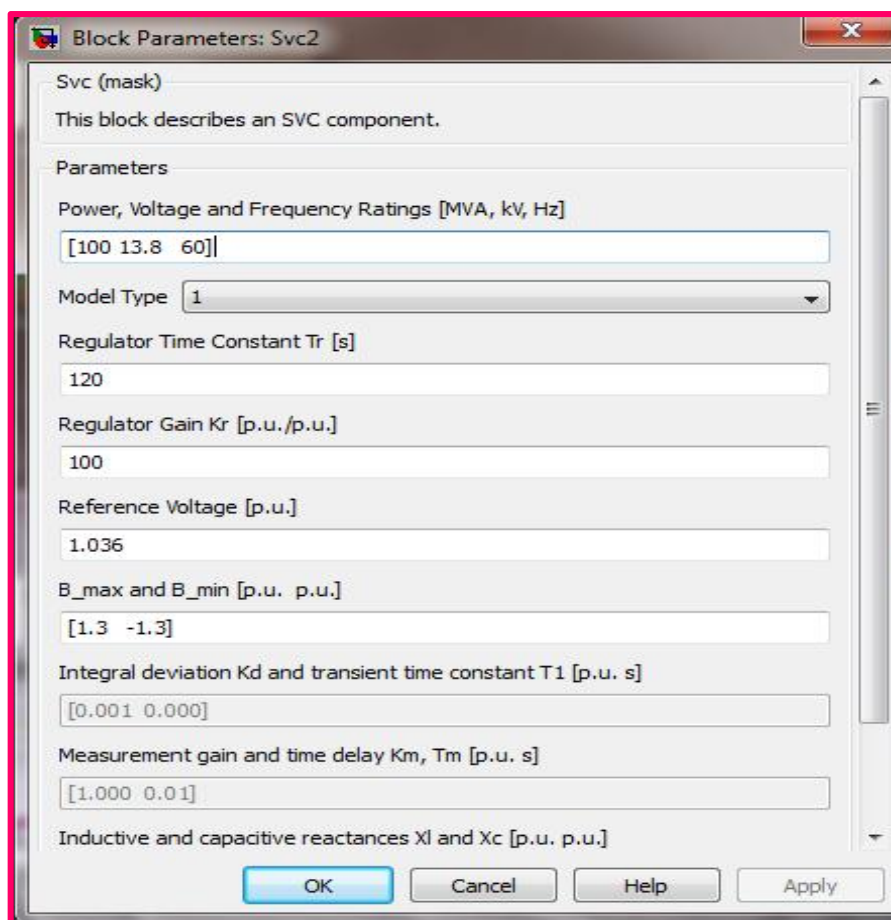 Block Parameters: Svc2
Svc (mask)
This block describes an SVC component.
Parameters
Power, Voltage and Frequency Ratings [MVA, kV, Hz]
[100 13.8   60]
Model Type 1
Regulator Time Constant Tr [s]
120
Regulator Gain Kr [p.u./p.u.]
100
Reference Voltage [p.u.]
1.036
B_max and B_min [p.u.  p.u.]
[1.3   -1.3]
Integral deviation Kd and transient time constant T1 [p.u. s]
[0.001  0.000]
Measurement gain and time delay Km, Tm [p.u. s]
[1.000  0.01]
Inductive and capacitive reactances Xl and Xc [p.u. p.u.]
OK Cancel Help Apply